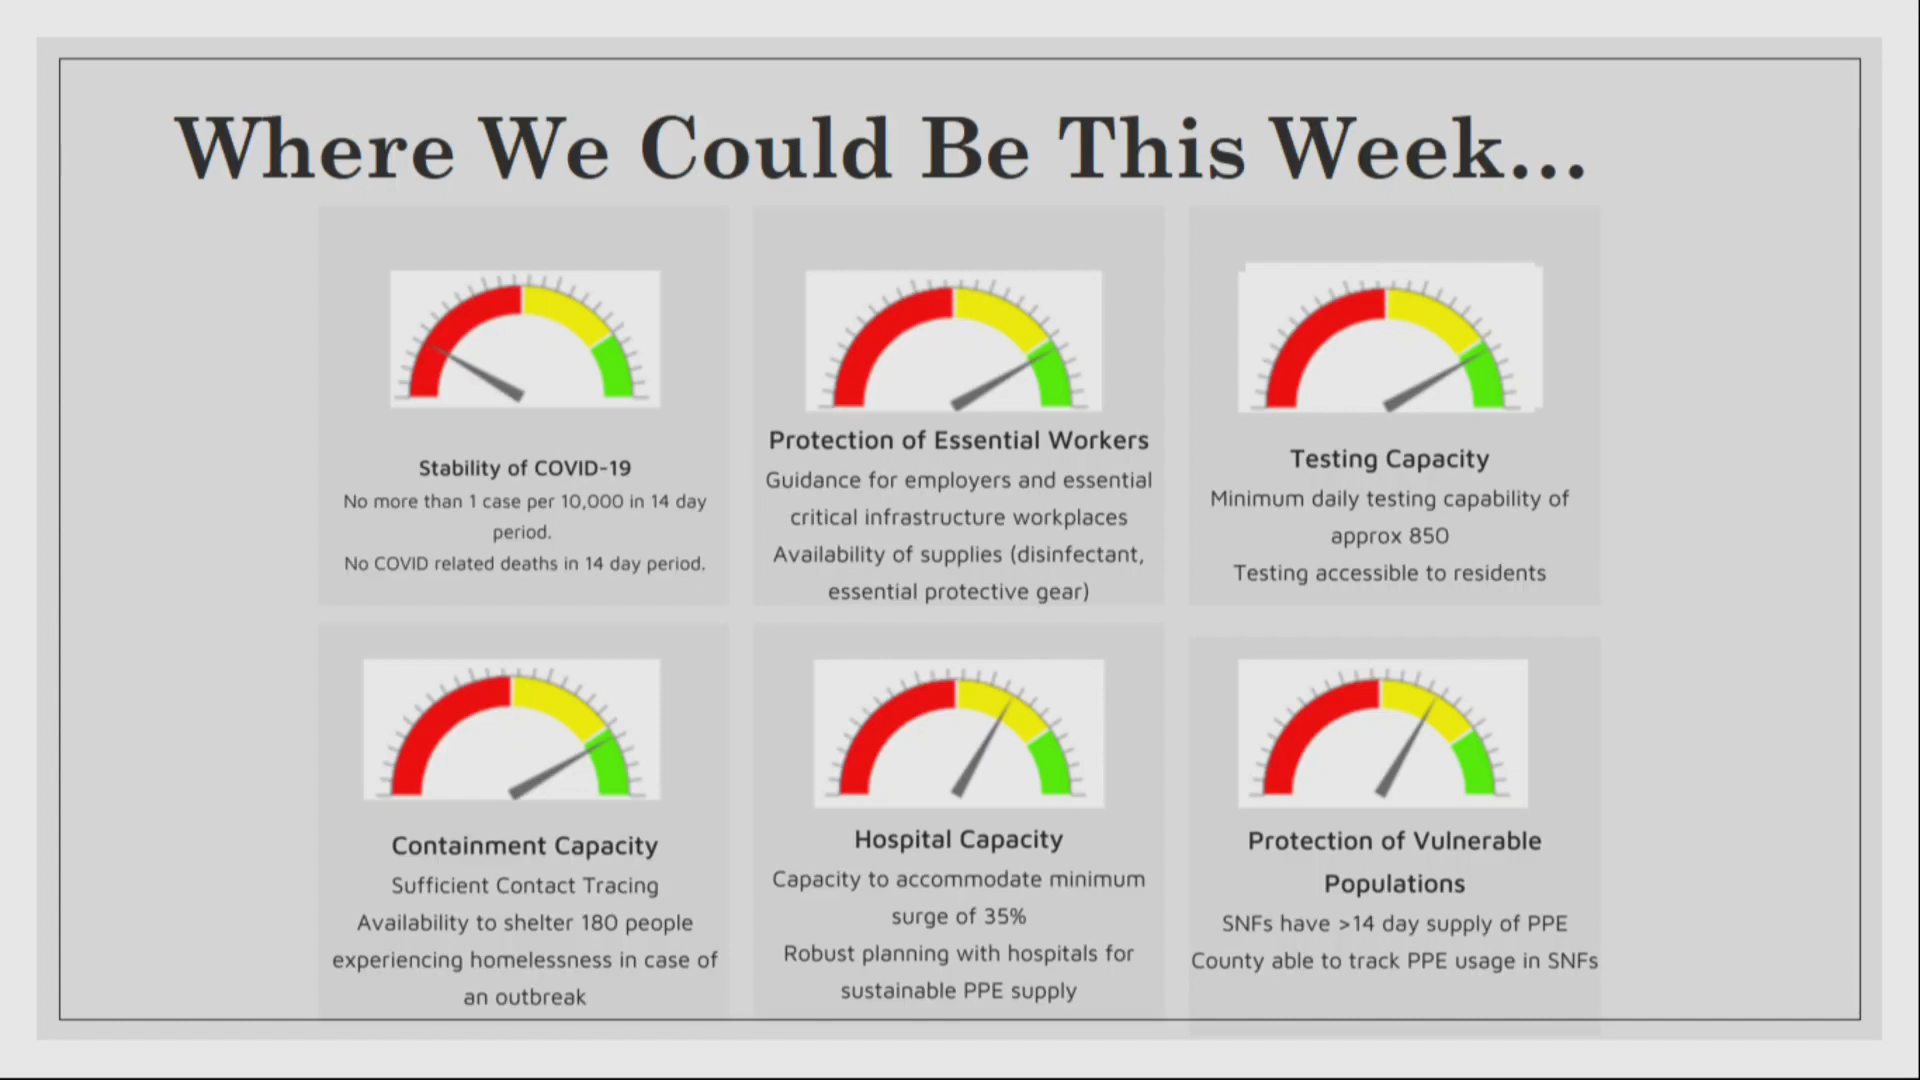 Where We Could Be This Week...
Stability of COVID-19
No more than 1 case per 10,000 in 14 day
period.
No COVID related deaths in 14 day period.
Protection of Essential Workers
Guidance for employers and essential
critical infrastructure workplaces
Availability of supplies (disinfectant,
essential protective gear)
Testing Capacity
Minimum daily testing capability of
approx 850
Testing accessible to residents
Containment Capacity
Sufficient Contact Tracing
Availability to shelter 180 people
experiencing homelessness in case of
an outbreak
Hospital Capacity
Capacity to accommodate minimum
surge of 35%
Robust planning with hospitals for
sustainable PPE supply
Protection of Vulnerable
Populations
SNFs have >14 day supply of PPE
County able to track PPE usage in SNFs